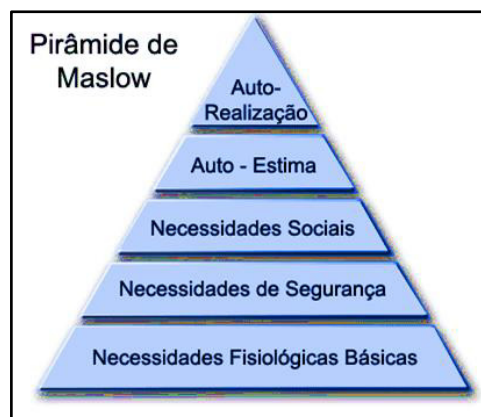 Pirâmide de
Maslow
Auto-
Realização
Auto - Estima
Necessidades Sociais
Necessidades de Segurança
Necessidades Fisiológicas Básicas